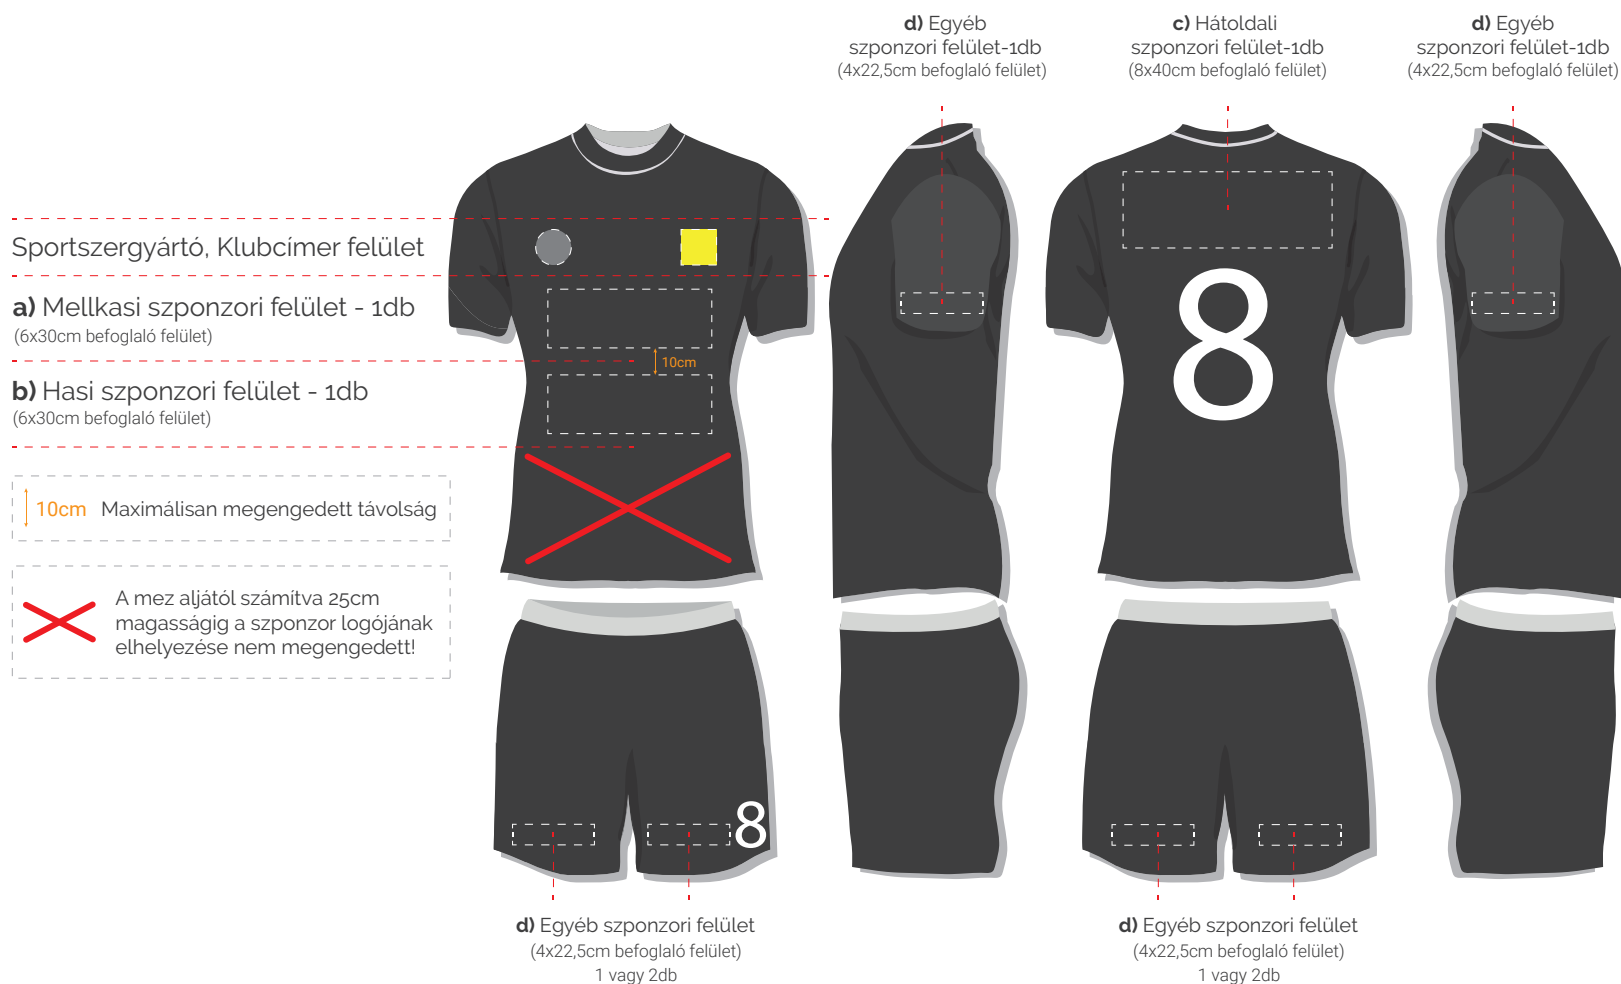 d) Egyéb
szponzori felület-1db
(4x22,5cm befoglaló felület)
c) Hátoldali
szponzori felület-1db
(8x40cm befoglaló felület)
d) Egyéb
szponzori felület-1db
(4x22,5cm befoglaló felület)
Sportszergyártó, Klubcímer felület
a) Mellkasi szponzori felület - 1db
(6x30cm befoglaló felület)
10cm
b) Hasi szponzori felület - 1db
(6x30cm befoglaló felület)
8
10cm Maximálisan megengedett távolság
A mez aljától számítva 25cm
magasságig a szponzor logójának
elhelyezése nem megengedett!
8
d) Egyéb szponzori felület
(4x22,5cm befoglaló felület)
1 vagy 2db
d) Egyéb szponzori felület
(4x22,5cm befoglaló felület)
1 vagy 2db